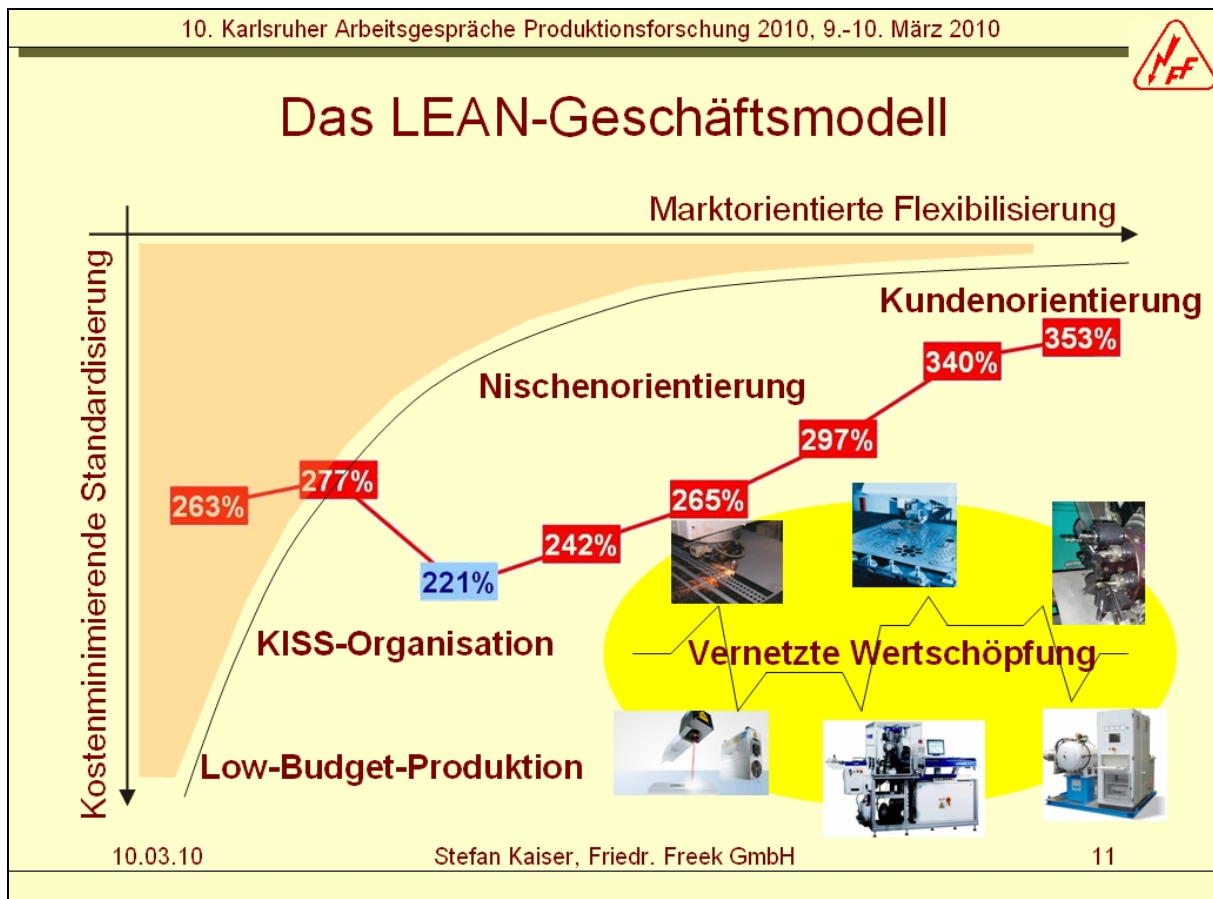 10. Karlsruher Arbeitsgespräche Produktionsforschung 2010, 9.-10. März 2010
FF
Das LEAN-Geschäftsmodell
Marktorientierte Flexibilisierung
Kostenminimierende Standardisierung
Kundenorientierung
353%
340%
Nischenorientierung
297%
277%
263%
265%
242%
221%
KISS-Organisation
Vernetzte Wertschöpfung
Low-Budget-Produktion
10.03.10
Stefan Kaiser, Friedr. Freek GmbH
11